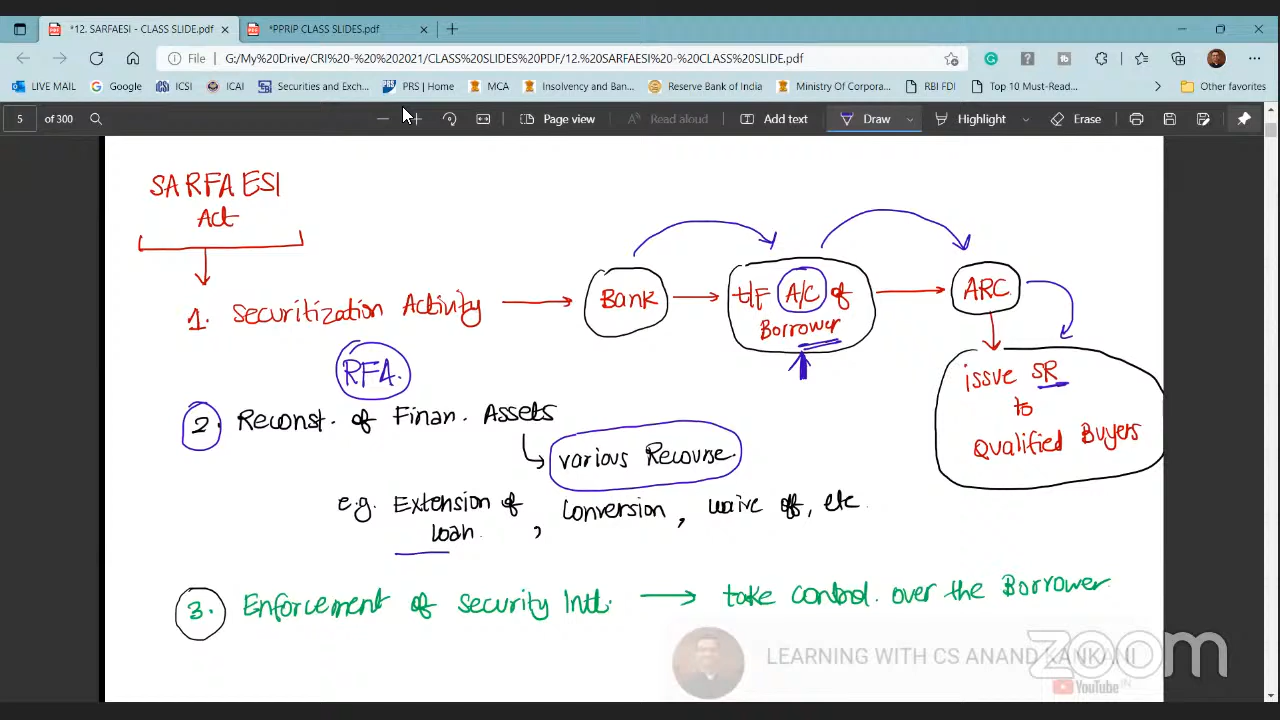 *12. SARFAESI - CLASS SLIDE.pdf
*PPRIP CLASS SLIDES.pdf
File G:/My%20Drive/CRI%20-%20%202021/CLASS%20SLIDES%20PDF/12.%20SARFAESI%20-%20CLASS%20SLIDE.pdf
LIVE MAIL Google ICSI ICAI Securities and Exch... PRS | Home MCA Insolvency and Ban... Reserve Bank of India Ministry Of Corpora... RBI FDI Top 10 Must-Read... Other favorites
5 of 300 Page view Read aloud Add text Draw Highlight Erase
SARFAESI
Act
1. Securitization Activity
Bank
t/F A/C of
Borrower
ARC
issue SR
to
Qualified Buyers
RFA.
2. Reconst. of Finan. Assets
various Recourse.
e.g. Extension of loan, Conversion, waive off, etc.
3. Enforcement of Security Intt. take control. over the Borrower.
zoom
LEARNING WITH CS ANAND KANKANI
YouTube